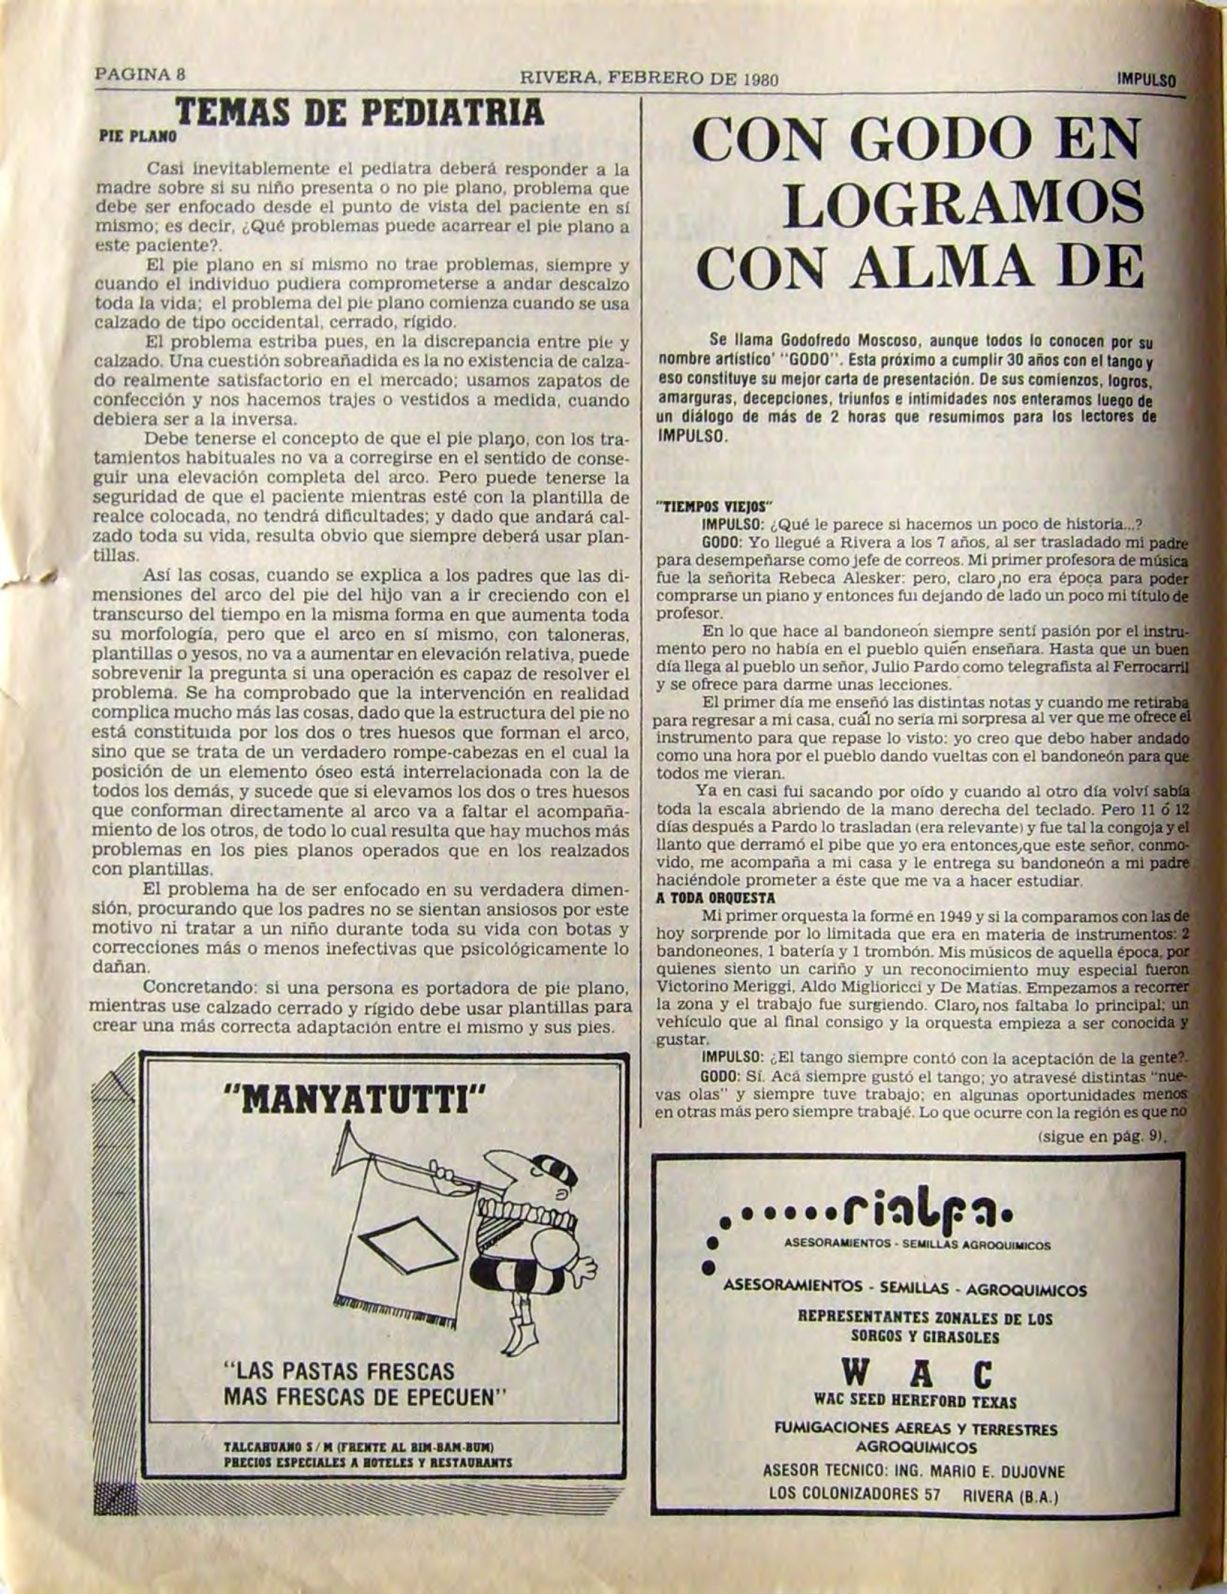 PAGINA 8
RIVERA, FEBRERO DE 1980
IMPULSO
TEMAS DE PEDIATRIA
PIE PLANO
Casi inevitablemente el pediatra deberá responder a la
madre sobre si su niño presenta o no pie plano, problema que
debe ser enfocado desde el punto de vista del paciente en sí
mismo; es decir, ¿Qué problemas puede acarrear el pie plano a
este paciente?.
El pie plano en sí mismo no trae problemas, siempre y
cuando el individuo pudiera comprometerse a andar descalzo
toda la vida; el problema del pie plano comienza cuando se usa
calzado de tipo occidental, cerrado, rígido.
El problema estriba pues, en la discrepancia entre pie y
calzado. Una cuestión sobreañadida es la no existencia de calza-
do realmente satisfactorio en el mercado; usamos zapatos de
confección y nos hacemos trajes o vestidos a medida, cuando
debiera ser a la inversa.
Debe tenerse el concepto de que el pie plano, con los tra-
tamientos habituales no va a corregirse en el sentido de conse-
guir una elevación completa del arco. Pero puede tenerse la
seguridad de que el paciente mientras esté con la plantilla de
realce colocada, no tendrá dificultades; y dado que andará cal-
zado toda su vida, resulta obvio que siempre deberá usar plan-
tillas.
Así las cosas, cuando se explica a los padres que las di-
mensiones del arco del pie del hijo van a ir creciendo con el
transcurso del tiempo en la misma forma en que aumenta toda
su morfología, pero que el arco en sí mismo, con taloneras,
plantillas o yesos, no va a aumentar en elevación relativa, puede
sobrevenir la pregunta si una operación es capaz de resolver el
problema. Se ha comprobado que la intervención en realidad
complica mucho más las cosas, dado que la estructura del pie no
está constituida por los dos o tres huesos que forman el arco,
sino que se trata de un verdadero rompe-cabezas en el cual la
posición de un elemento óseo está interrelacionada con la de
todos los demás, y sucede que si elevamos los dos o tres huesos
que conforman directamente al arco va a faltar el acompaña-
miento de los otros, de todo lo cual resulta que hay muchos más
problemas en los pies planos operados que en los realzados
con plantillas.
El problema ha de ser enfocado en su verdadera dimen-
sión, procurando que los padres no se sientan ansiosos por este
motivo ni tratar a un niño durante toda su vida con botas y
correcciones más o menos inefectivas que psicológicamente lo
dañan.
Concretando: si una persona es portadora de pie plano,
mientras use calzado cerrado y rígido debe usar plantillas para
crear una más correcta adaptación entre el mismo y sus pies.
"MANYATUTTI"
"LAS PASTAS FRESCAS
MAS FRESCAS DE EPECUEN"
TALCAHUANO S/M (FRENTE AL BIM-BAM-BUM)
PRECIOS ESPECIALES A HOTELES Y RESTAURANTS
CON GODO EN
LOGRAMOS
CON ALMA DE
Se llama Godofredo Moscoso, aunque todos lo conocen por su
nombre artístico' "GODO". Esta próximo a cumplir 30 años con el tango y
eso constituye su mejor carta de presentación. De sus comienzos, logros,
amarguras, decepciones, triunfos e intimidades nos enteramos luego de
un diálogo de más de 2 horas que resumimos para los lectores de
IMPULSO.
"TIEMPOS VIEJOS"
IMPULSO: ¿Qué le parece si hacemos un poco de historia...?
GODO: Yo llegué a Rivera a los 7 años, al ser trasladado mi padre
para desempeñarse como jefe de correos. Mi primer profesora de música
fue la señorita Rebeca Alesker: pero, claro,no era época para poder
comprarse un piano y entonces fui dejando de lado un poco mi título de
profesor.
En lo que hace al bandoneón siempre sentí pasión por el instru-
mento pero no había en el pueblo quién enseñara. Hasta que un buen
día llega al pueblo un señor, Julio Pardo como telegrafista al Ferrocarril
y se ofrece para darme unas lecciones.
El primer día me enseñó las distintas notas y cuando me retiraba
para regresar a mi casa, cuál no sería mi sorpresa al ver que me ofrece el
instrumento para que repase lo visto: yo creo que debo haber andado
como una hora por el pueblo dando vueltas con el bandoneón para que
todos me vieran.
Ya en casi fui sacando por oído y cuando al otro día volví sabía
toda la escala abriendo de la mano derecha del teclado. Pero 11 ó 12
días después a Pardo lo trasladan (era relevante) y fue tal la congoja y el
llanto que derramó el pibe que yo era entonces,que este señor, conmo-
vido, me acompaña a mi casa y le entrega su bandoneón a mi padre
haciéndole prometer a éste que me va a hacer estudiar.
A TODA ORQUESTA
Mi primer orquesta la formé en 1949 y si la comparamos con las de
hoy sorprende por lo limitada que era en materia de instrumentos: 2
bandoneones, 1 batería y 1 trombón. Mis músicos de aquella época, por
quienes siento un cariño y un reconocimiento muy especial fueron
Victorino Meriggi, Aldo Miglioricci y De Matías. Empezamos a recorrer
la zona y el trabajo fue surgiendo. Claro, nos faltaba lo principal; un
vehículo que al final consigo y la orquesta empieza a ser conocida y
gustar.
IMPULSO: ¿El tango siempre contó con la aceptación de la gente?.
GODO: Sí. Acá siempre gustó el tango; yo atravesé distintas "nue-
vas olas" y siempre tuve trabajo; en algunas oportunidades menos
en otras más pero siempre trabajé. Lo que ocurre con la región es que no
(sigue en pág. 9).
rialpa
ASESORAMIENTOS - SEMILLAS AGROQUIMICOS
ASESORAMIENTOS - SEMILLAS - AGROQUIMICOS
REPRESENTANTES ZONALES DE LOS
SORGOS Y GIRASOLES
W A C
WAC SEED HEREFORD TEXAS
FUMIGACIONES AEREAS Y TERRESTRES
AGROQUIMICOS
ASESOR TECNICO: ING. MARIO E. DUJOVNE
LOS COLONIZADORES 57 RIVERA (B.A.)